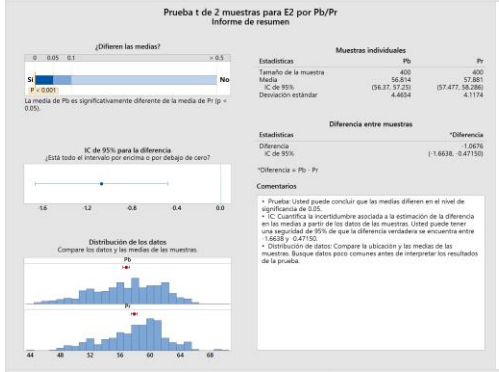 Prueba t de 2 muestras para E2 por Pb/Pr
Informe de resumen
¿Difieren las medias?
0 0.05 0.1 > 0.5
Sí No
P < 0.001
La media de Pb es significativamente diferente de la media de Pr (p <
0.05).
IC de 95% para la diferencia
¿Está todo el intervalo por encima o por debajo de cero?
-1.6 -1.2 -0.8 -0.4 0.0
Distribución de los datos
Compare los datos y las medias de las muestras.
Pb
Pr
44 48 52 56 60 64 68
Muestras individuales
Estadísticas Pb Pr
Tamaño de la muestra 400 400
Media 56.814 57.881
IC de 95% (56.37, 57.25) (57.477, 58.286)
Desviación estándar 4.4654 4.1174
Diferencia entre muestras
Estadísticas *Diferencia
Diferencia -1.0676
IC de 95% (-1.6638, -0.47150)
*Diferencia = Pb - Pr
Comentarios
• Prueba: Usted puede concluir que las medias difieren en el nivel de
significancia de 0.05.
• IC: Cuantifica la incertidumbre asociada a la estimación de la diferencia
en las medias a partir de los datos de las muestras. Usted puede tener
una seguridad de 95% de que la diferencia verdadera se encuentra entre
-1.6638 y -0.47150.
• Distribución de datos: Compare la ubicación y las medias de las
muestras. Busque datos poco comunes antes de interpretar los resultados
de la prueba.